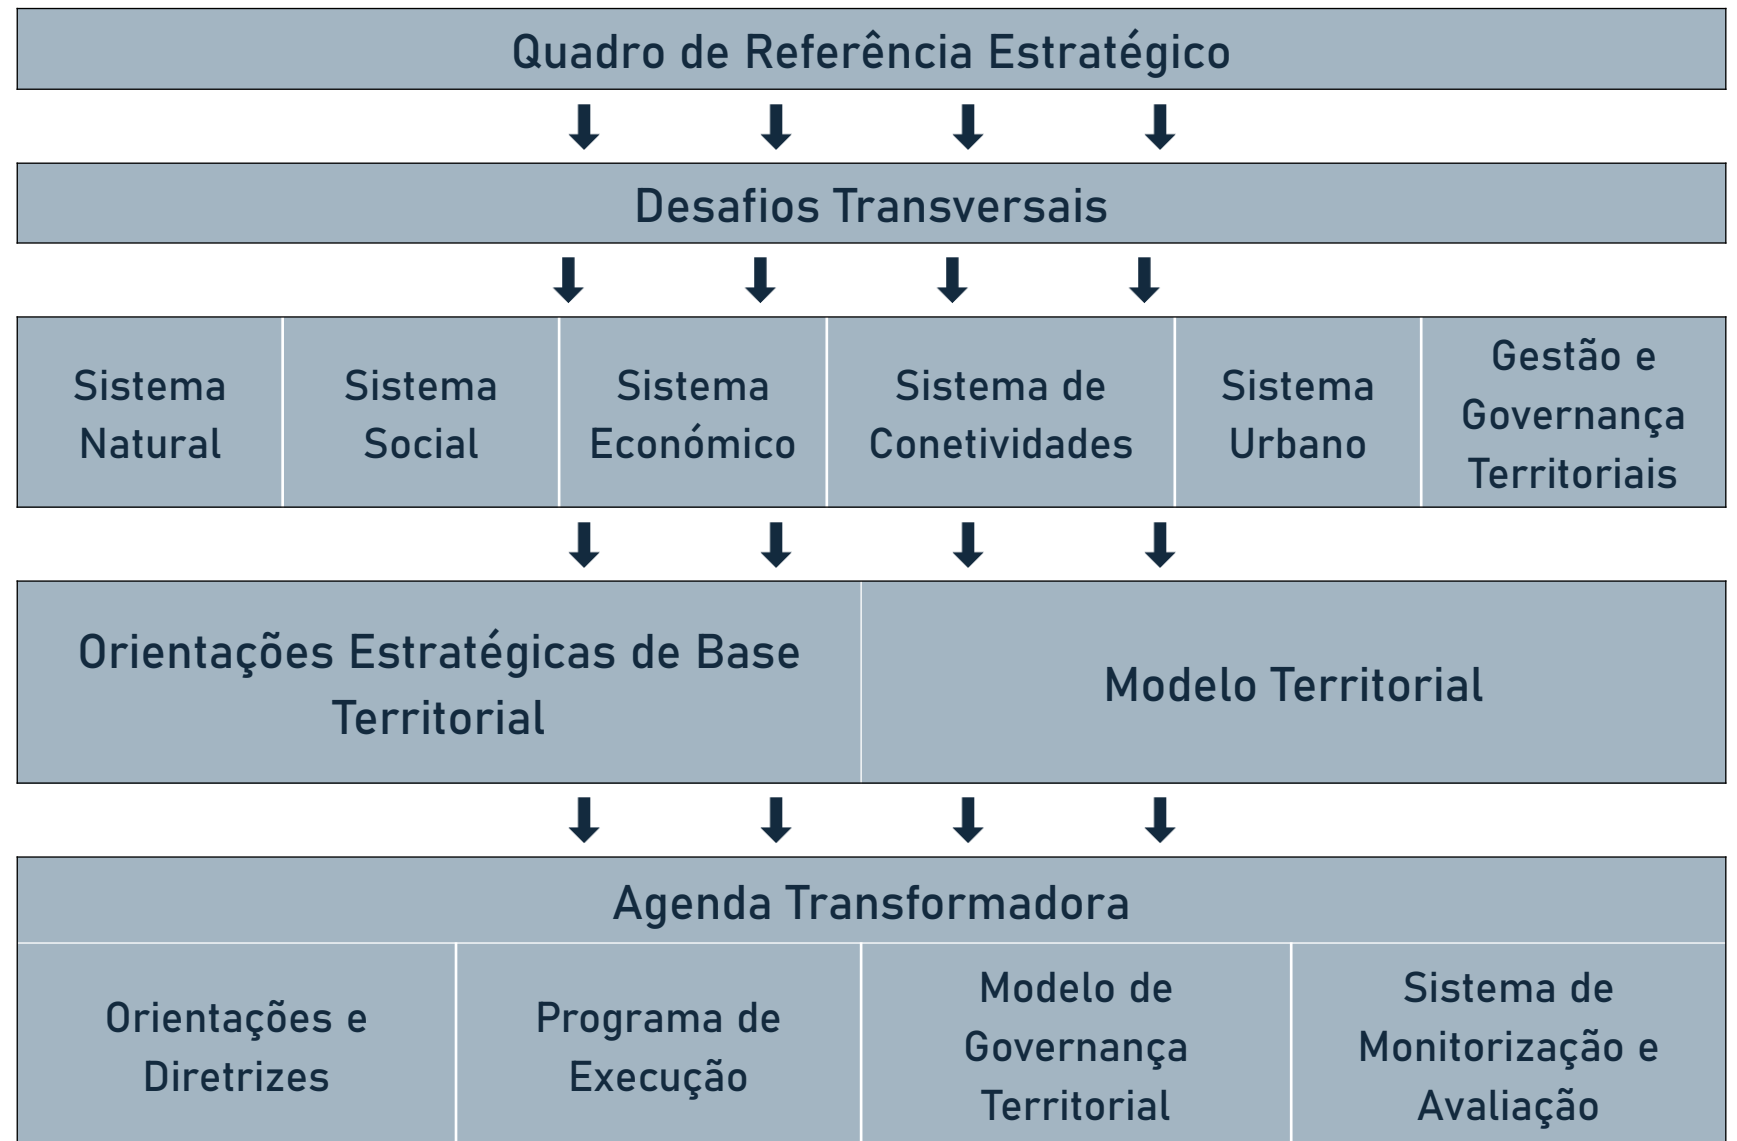 Quadro de Referência Estratégico
Desafios Transversais
Sistema
Natural
Sistema
Social
Sistema
Económico
Sistema de
Conetividades
Sistema
Urbano
Gestão e
Governança
Territoriais
Orientações Estratégicas de Base
Territorial
Modelo Territorial
Agenda Transformadora
Orientações e
Diretrizes
Programa de
Execução
Modelo de
Governança
Territorial
Sistema de
Monitorização e
Avaliação